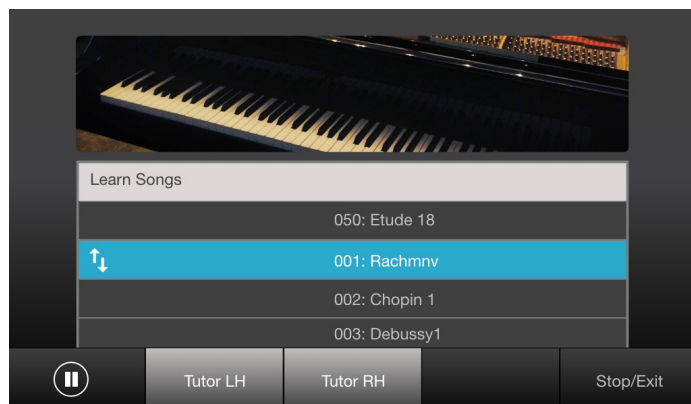 Learn Songs
050: Etude 18
001: Rachmnv
002: Chopin 1
003: Debussy1
Tutor LH Tutor RH Stop/Exit